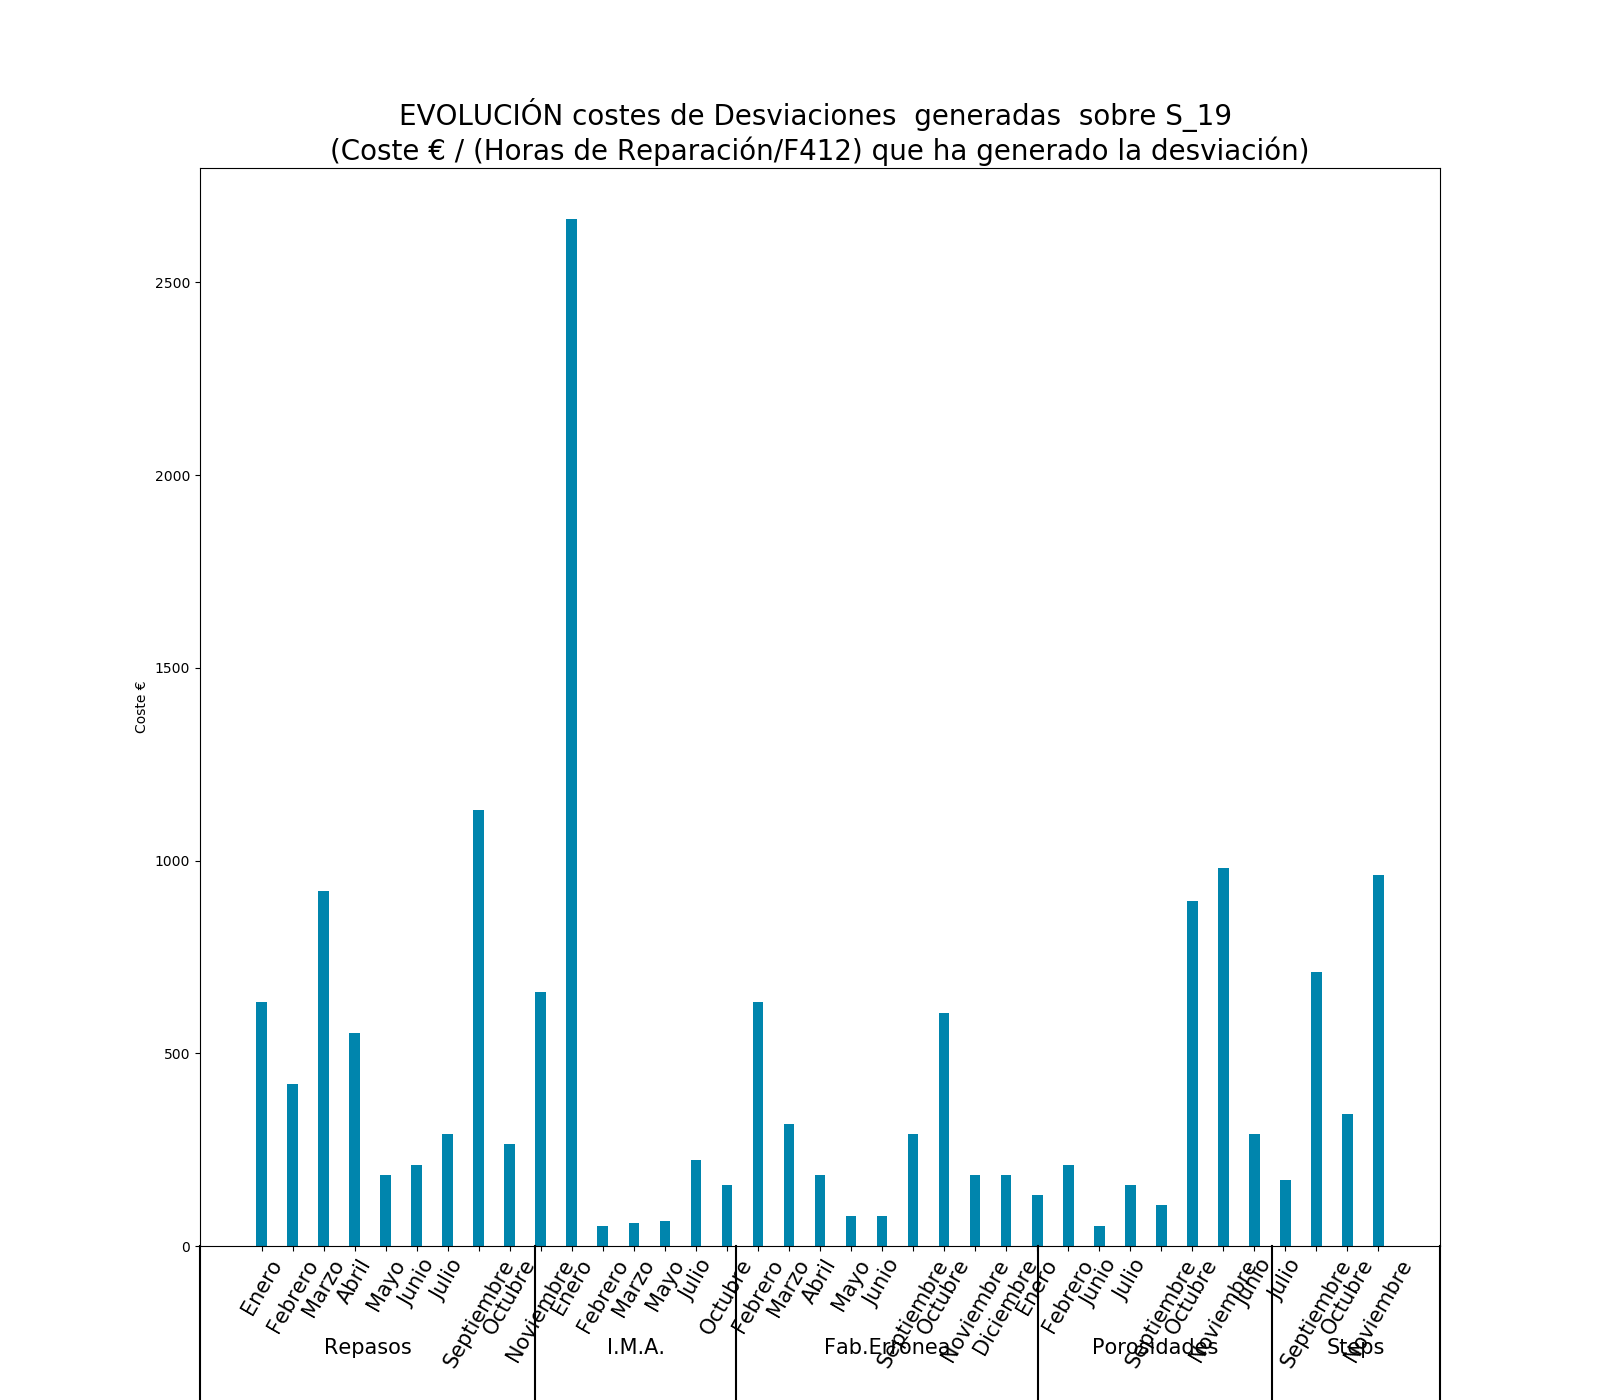 EVOLUCIÓN costes de Desviaciones  generadas  sobre S_19
(Coste € / (Horas de Reparación/F412) que ha generado la desviación)
2500
2000
1500
1000
500
0
Coste €
Enero Febrero Marzo Abril Mayo Junio Julio Septiembre Octubre Noviembre Enero Febrero Marzo Mayo Julio Octubre Febrero Marzo Abril Mayo Junio Septiembre Octubre Noviembre Diciembre Enero Febrero Junio Julio Septiembre Octubre Noviembre Junio Julio Septiembre Octubre Noviembre
Repasos I.M.A. Fab.Erronea Porosidades Stops